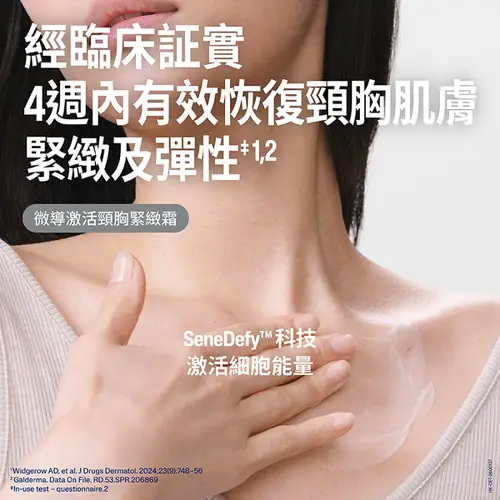 經臨床証實
4週內有效恢復頸胸肌膚
緊緻及彈性‡1,2
微導激活頸胸緊緻霜
SeneDefy™科技
激活細胞能量
¹Widgerow AD, et al. J Drugs Dermatol. 2024;23(9):748–56
² Galderma. Data On File. RD.53.SPR.206869
‡In-use test – questionnaire.2